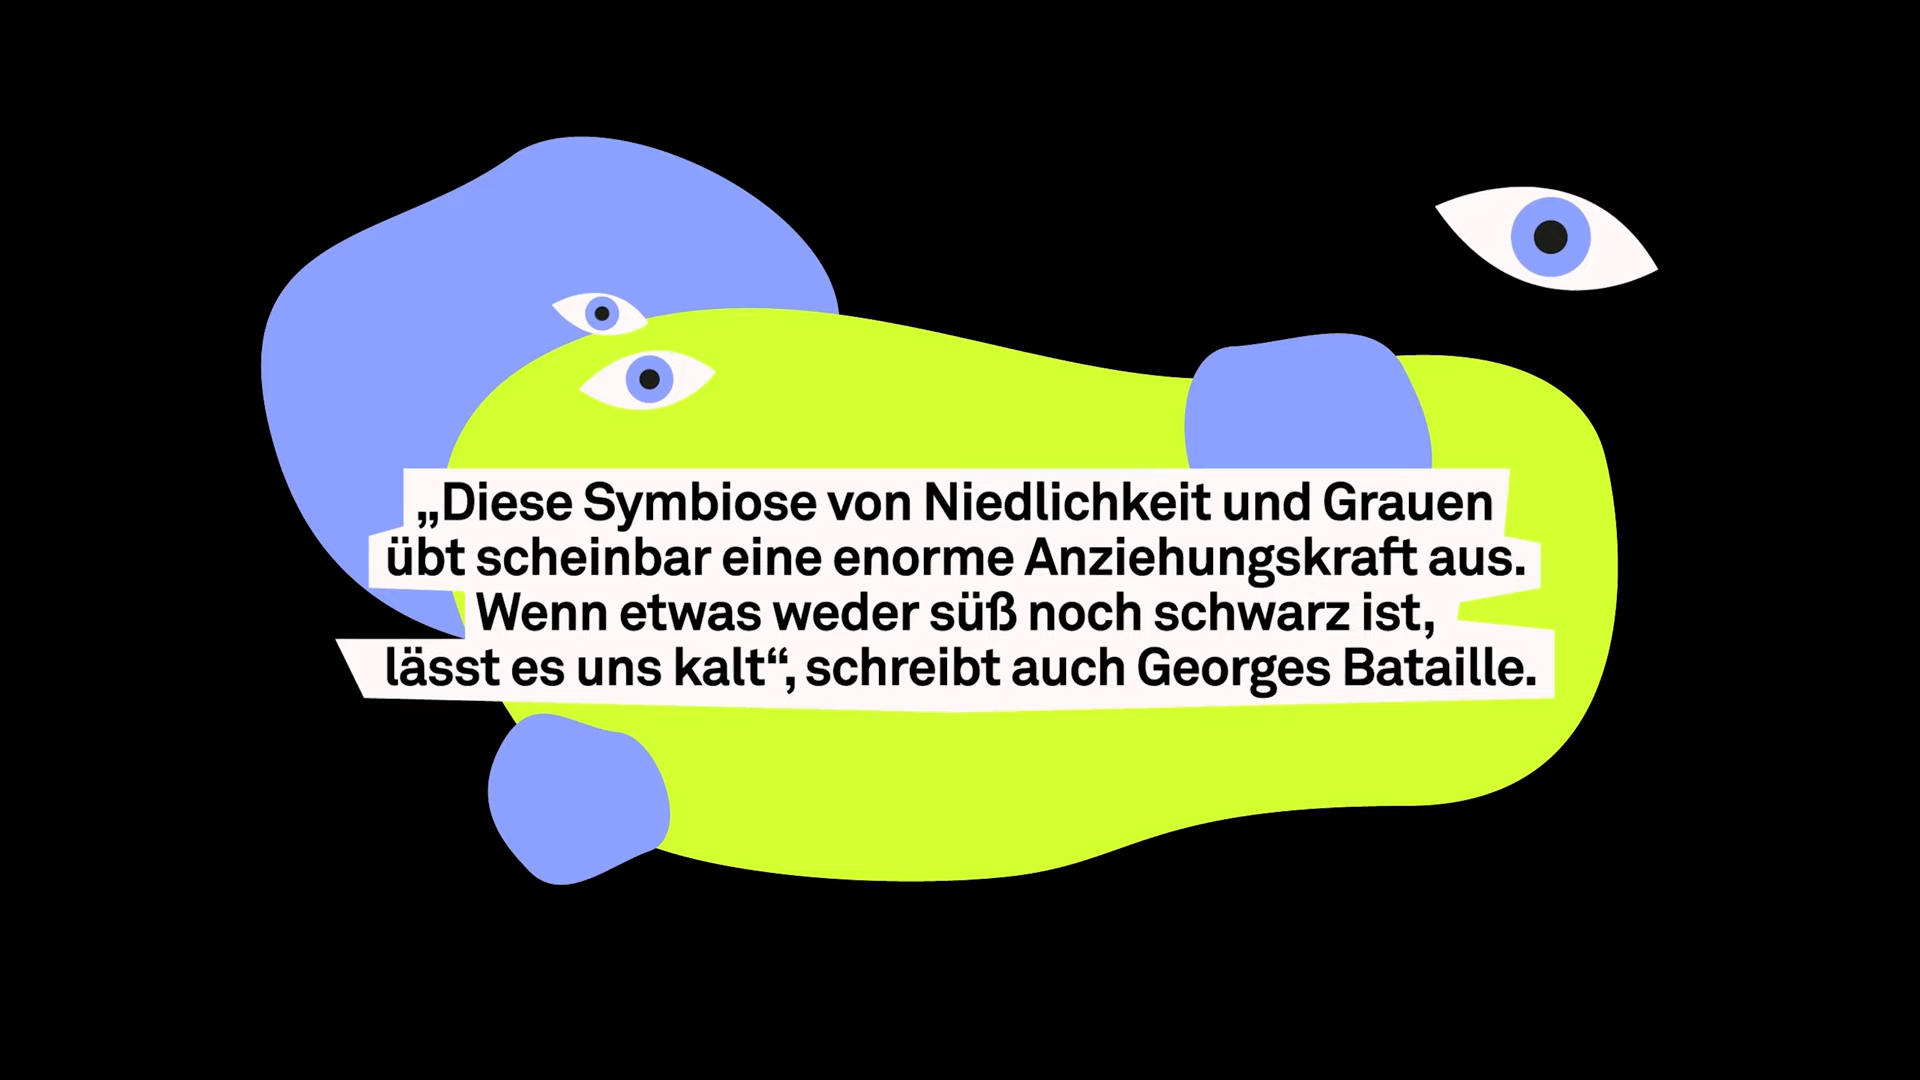 „Diese Symbiose von Niedlichkeit und Grauen
übt scheinbar eine enorme Anziehungskraft aus.
Wenn etwas weder süß noch schwarz ist,
lässt es uns kalt“, schreibt auch Georges Bataille.